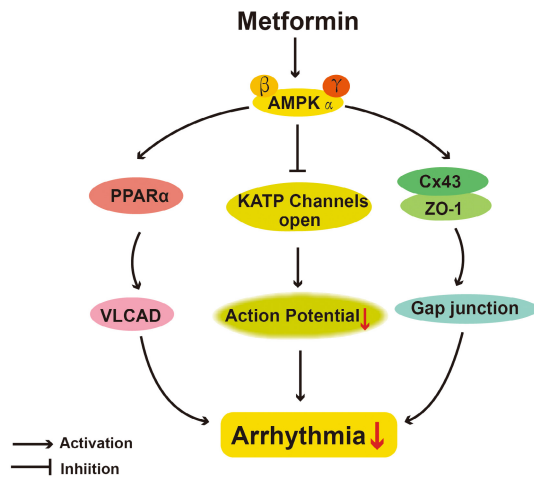 Metformin
β
γ
AMPK α
PPARα
KATP Channels
open
Cx43
ZO-1
VLCAD
Action Potential
Gap junction
Arrhythmia
Activation
Inhiition